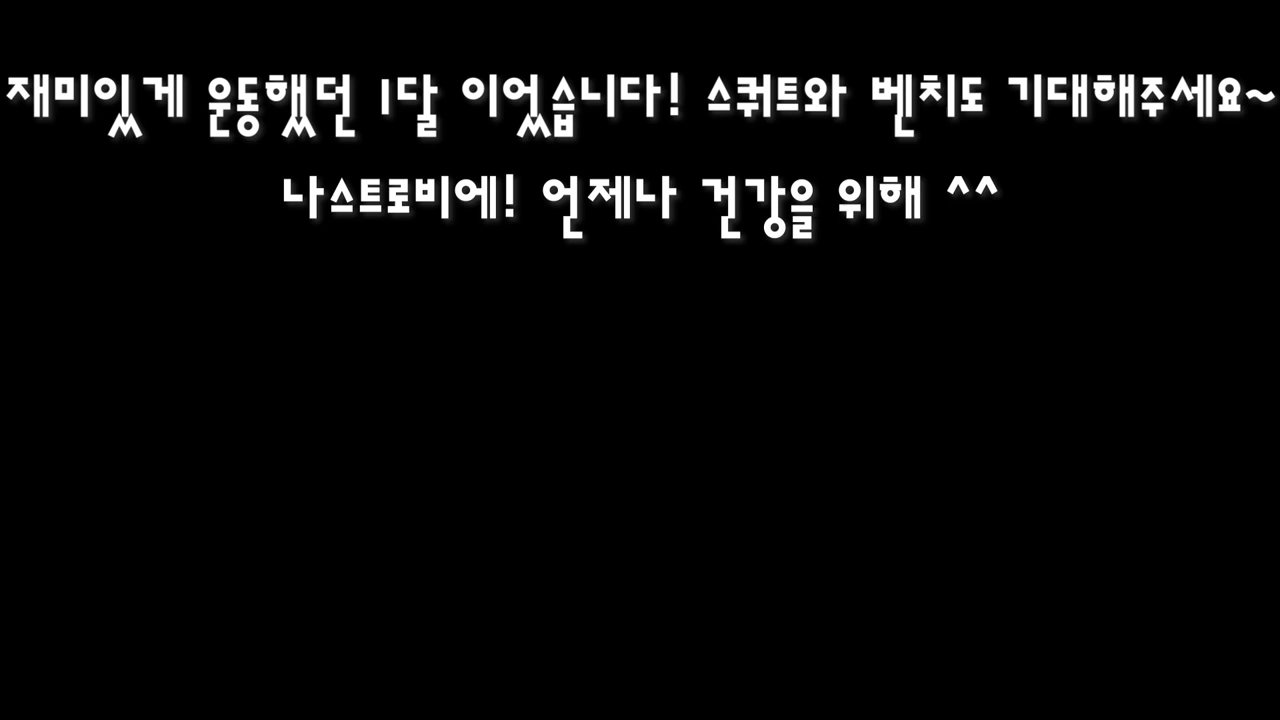 재미있게 운동했던 1달 이었습니다! 스쿼트와 벤치도 기대해주세요~
나스트로비에! 언제나 건강을 위해 ^^